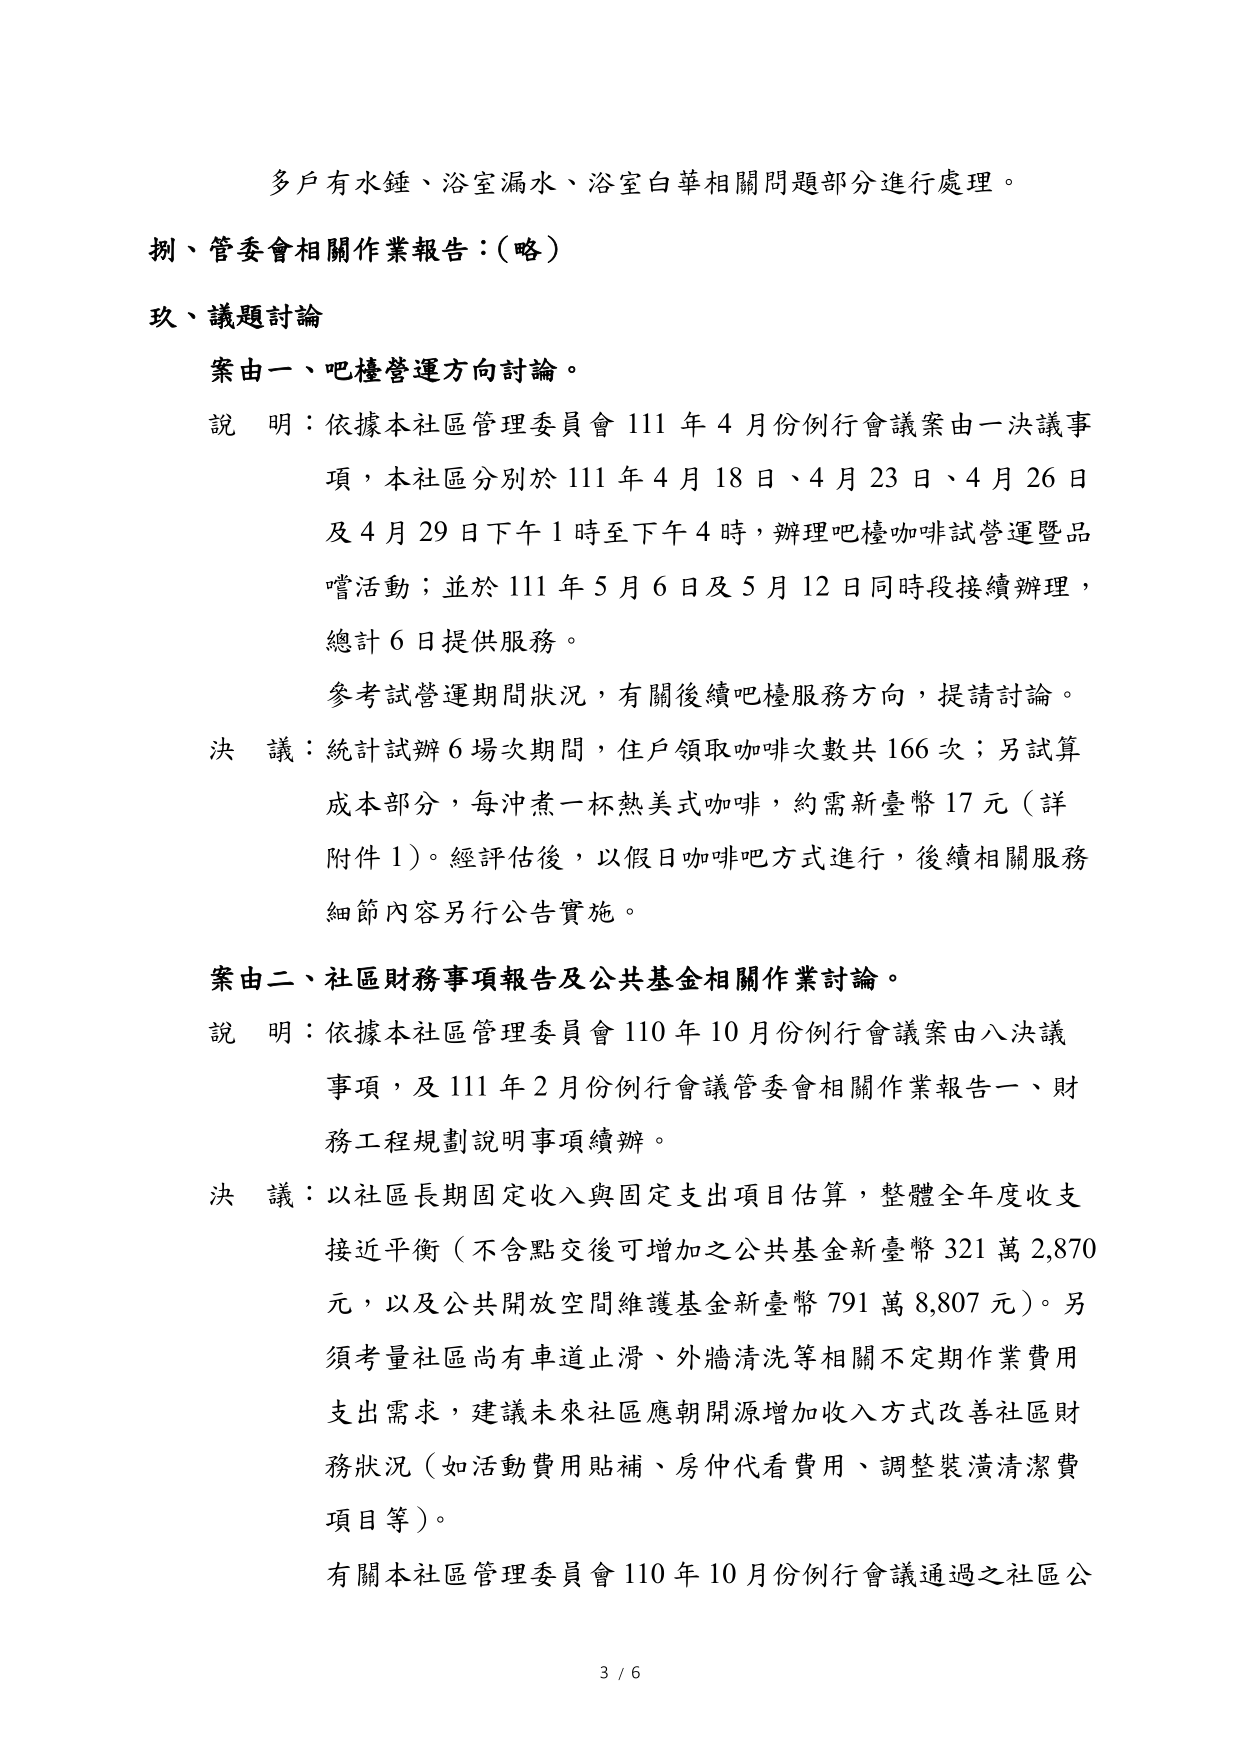 多戶有水錘、浴室漏水、浴室白華相關問題部分進行處理。
捌、管委會相關作業報告：（略）
玖、議題討論
案由一、吧檯營運方向討論。
說　明：依據本社區管理委員會 111 年 4 月份例行會議案由一決議事
項，本社區分別於 111 年 4 月 18 日、4 月 23 日、4 月 26 日
及 4 月 29 日下午 1 時至下午 4 時，辦理吧檯咖啡試營運暨品
嚐活動；並於 111 年 5 月 6 日及 5 月 12 日同時段接續辦理，
總計 6 日提供服務。
參考試營運期間狀況，有關後續吧檯服務方向，提請討論。
決　議：統計試辦 6 場次期間，住戶領取咖啡次數共 166 次；另試算
成本部分，每沖煮一杯熱美式咖啡，約需新臺幣 17 元（詳
附件 1）。經評估後，以假日咖啡吧方式進行，後續相關服務
細節內容另行公告實施。
案由二、社區財務事項報告及公共基金相關作業討論。
說　明：依據本社區管理委員會 110 年 10 月份例行會議案由八決議
事項，及 111 年 2 月份例行會議管委會相關作業報告一、財
務工程規劃說明事項續辦。
決　議：以社區長期固定收入與固定支出項目估算，整體全年度收支
接近平衡（不含點交後可增加之公共基金新臺幣 321 萬 2,870
元，以及公共開放空間維護基金新臺幣 791 萬 8,807 元）。另
須考量社區尚有車道止滑、外牆清洗等相關不定期作業費用
支出需求，建議未來社區應朝開源增加收入方式改善社區財
務狀況（如活動費用貼補、房仲代看費用、調整裝潢清潔費
項目等）。
有關本社區管理委員會 110 年 10 月份例行會議通過之社區公
3 / 6